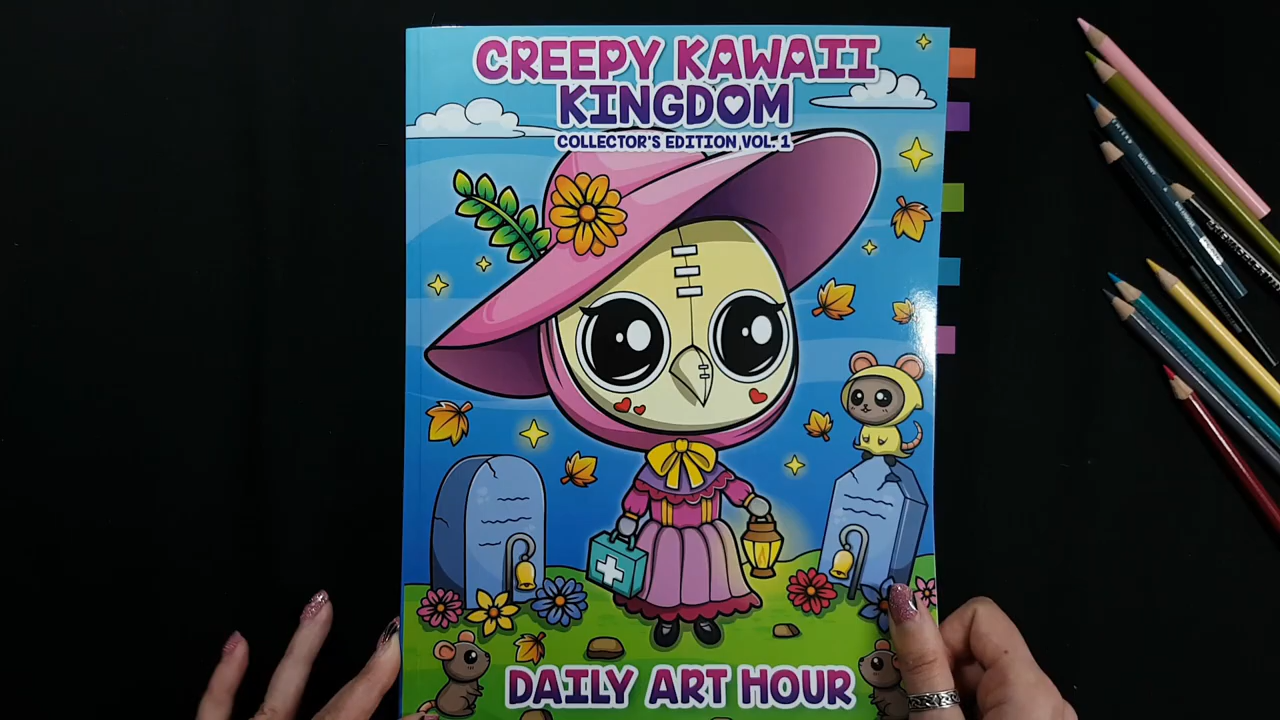 CREEPY KAWAII
KINGDOM
COLLECTOR'S EDITION VOL. 1
DAILY ART HOUR